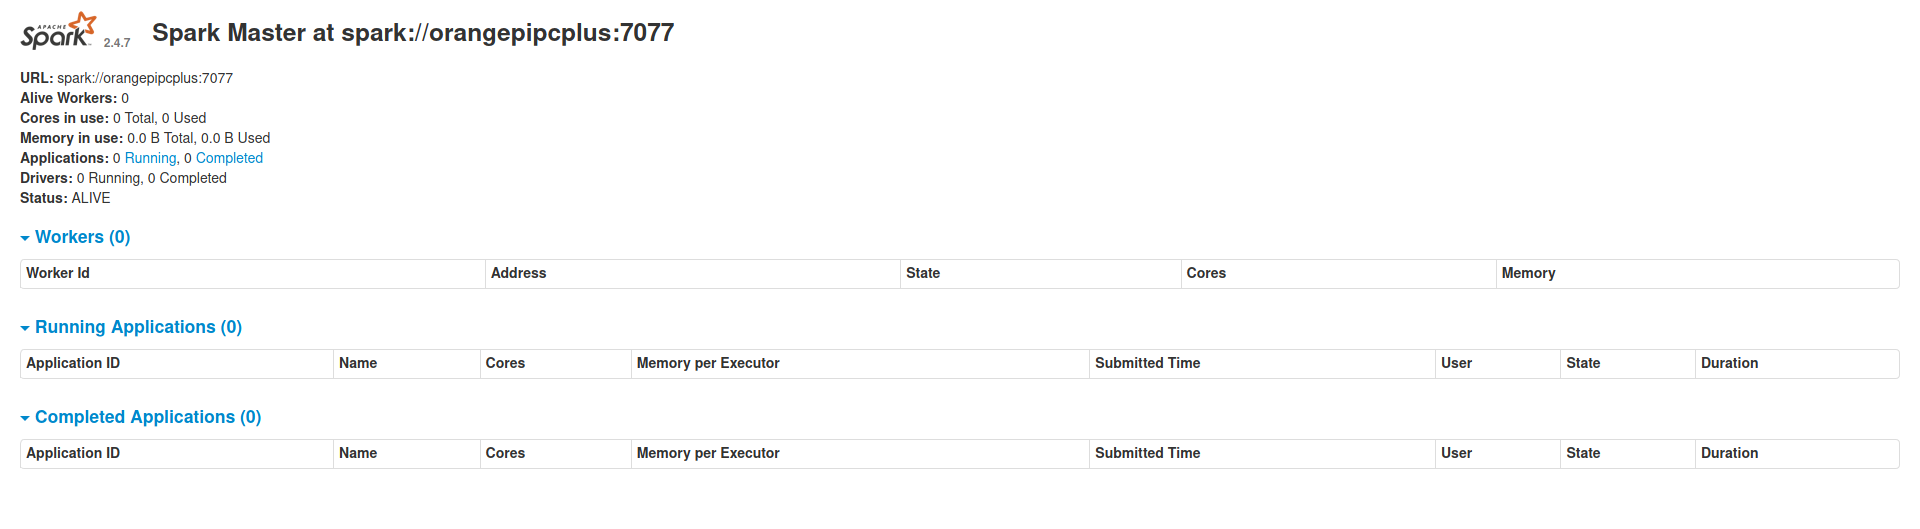 APACHE Spark 2.4.7 Spark Master at spark://orangepipcplus:7077
URL: spark://orangepipcplus:7077
Alive Workers: 0
Cores in use: 0 Total, 0 Used
Memory in use: 0.0 B Total, 0.0 B Used
Applications: 0 Running, 0 Completed
Drivers: 0 Running, 0 Completed
Status: ALIVE
Workers (0)
Worker Id Address State Cores Memory
Running Applications (0)
Application ID Name Cores Memory per Executor Submitted Time User State Duration
Completed Applications (0)
Application ID Name Cores Memory per Executor Submitted Time User State Duration